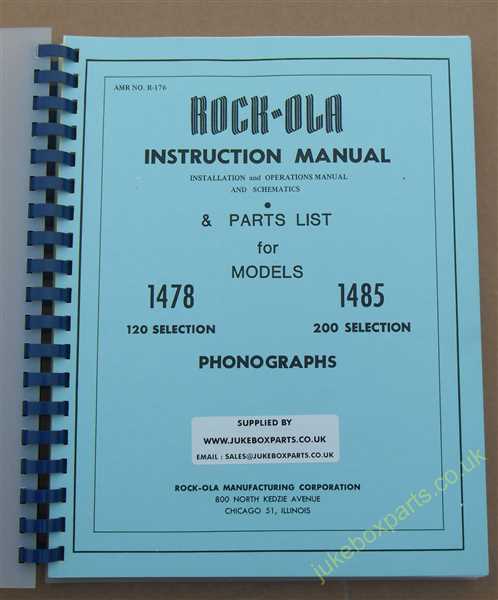 AMR NO. R-176
ROCK-OLA
INSTRUCTION MANUAL
INSTALLATION and OPERATIONS MANUAL
AND SCHEMATICS
•
& PARTS LIST
for
MODELS
1478 1485
120 SELECTION 200 SELECTION
PHONOGRAPHS
SUPPLIED BY
WWW.JUKEBOXPARTS.CO.UK
EMAIL : SALES@JUKEBOXPARTS.CO.UK
ROCK-OLA MANUFACTURING CORPORATION
800 NORTH KEDZIE AVENUE
CHICAGO 51, ILLINOIS
jukeboxparts.co.uk